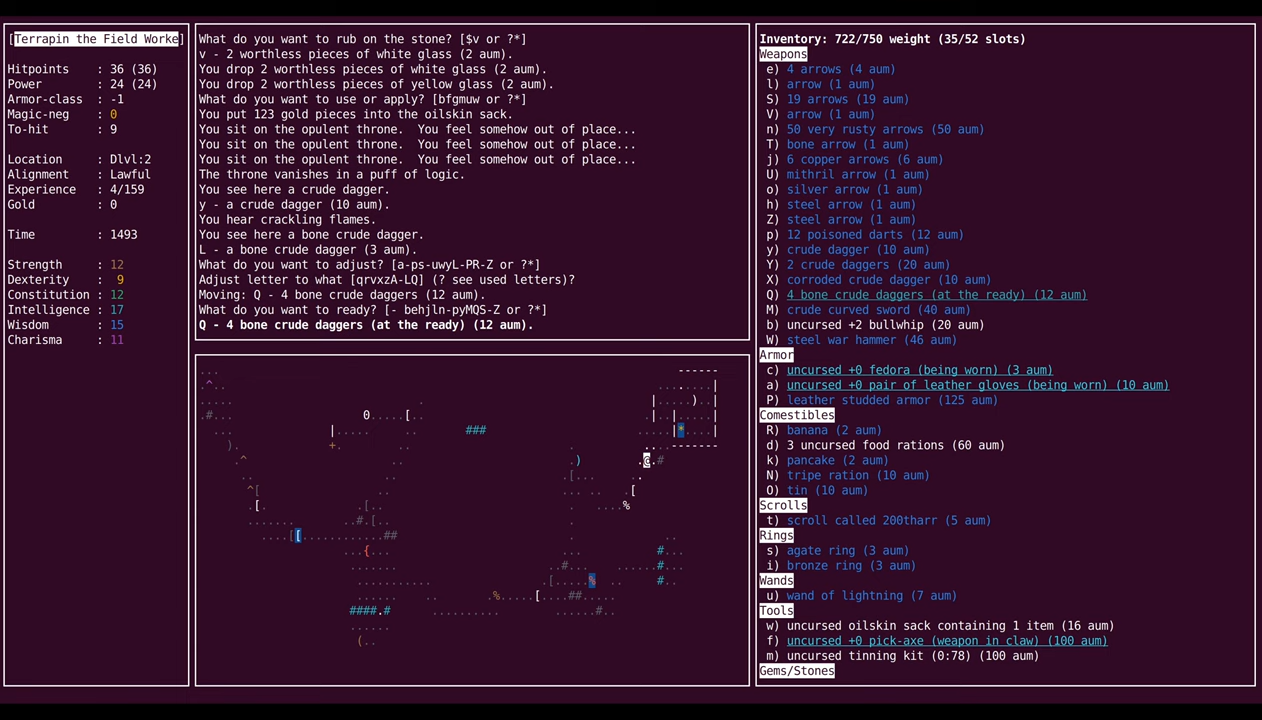 [Terrapin the Field Worke]
Hitpoints : 36 (36)
Power : 24 (24)
Armor-class : -1
Magic-neg : 0
To-hit : 9
Location : Dlvl:2
Alignment : Lawful
Experience : 4/159
Gold : 0
Time : 1493
Strength : 12
Dexterity : 9
Constitution : 12
Intelligence : 17
Wisdom : 15
Charisma : 11
What do you want to rub on the stone? [$v or ?*]
v - 2 worthless pieces of white glass (2 aum).
You drop 2 worthless pieces of white glass (2 aum).
You drop 2 worthless pieces of yellow glass (2 aum).
What do you want to use or apply? [bfgmuw or ?*]
You put 123 gold pieces into the oilskin sack.
You sit on the opulent throne.  You feel somehow out of place...
You sit on the opulent throne.  You feel somehow out of place...
You sit on the opulent throne.  You feel somehow out of place...
The throne vanishes in a puff of logic.
You see here a crude dagger.
y - a crude dagger (10 aum).
You hear crackling flames.
You see here a bone crude dagger.
L - a bone crude dagger (3 aum).
What do you want to adjust? [a-ps-uwyL-PR-Z or ?*]
Adjust letter to what [qrvxzA-LQ] (? see used letters)?
Moving: Q - 4 bone crude daggers (12 aum).
What do you want to ready? [- behjln-pyMQS-Z or ?*]
Q - 4 bone crude daggers (at the ready) (12 aum).
Inventory: 722/750 weight (35/52 slots)
Weapons
e) 4 arrows (4 aum)
l) arrow (1 aum)
S) 19 arrows (19 aum)
V) arrow (1 aum)
n) 50 very rusty arrows (50 aum)
T) bone arrow (1 aum)
j) 6 copper arrows (6 aum)
U) mithril arrow (1 aum)
o) silver arrow (1 aum)
h) steel arrow (1 aum)
Z) steel arrow (1 aum)
p) 12 poisoned darts (12 aum)
y) crude dagger (10 aum)
Y) 2 crude daggers (20 aum)
X) corroded crude dagger (10 aum)
Q) 4 bone crude daggers (at the ready) (12 aum)
M) crude curved sword (40 aum)
b) uncursed +2 bullwhip (20 aum)
W) steel war hammer (46 aum)
Armor
c) uncursed +0 fedora (being worn) (3 aum)
a) uncursed +0 pair of leather gloves (being worn) (10 aum)
P) leather studded armor (125 aum)
Comestibles
R) banana (2 aum)
d) 3 uncursed food rations (60 aum)
k) pancake (2 aum)
N) tripe ration (10 aum)
O) tin (10 aum)
Scrolls
t) scroll called 200tharr (5 aum)
Rings
s) agate ring (3 aum)
i) bronze ring (3 aum)
Wands
u) wand of lightning (7 aum)
Tools
w) uncursed oilskin sack containing 1 item (16 aum)
f) uncursed +0 pick-axe (weapon in claw) (100 aum)
m) uncursed tinning kit (0:78) (100 aum)
Gems/Stones